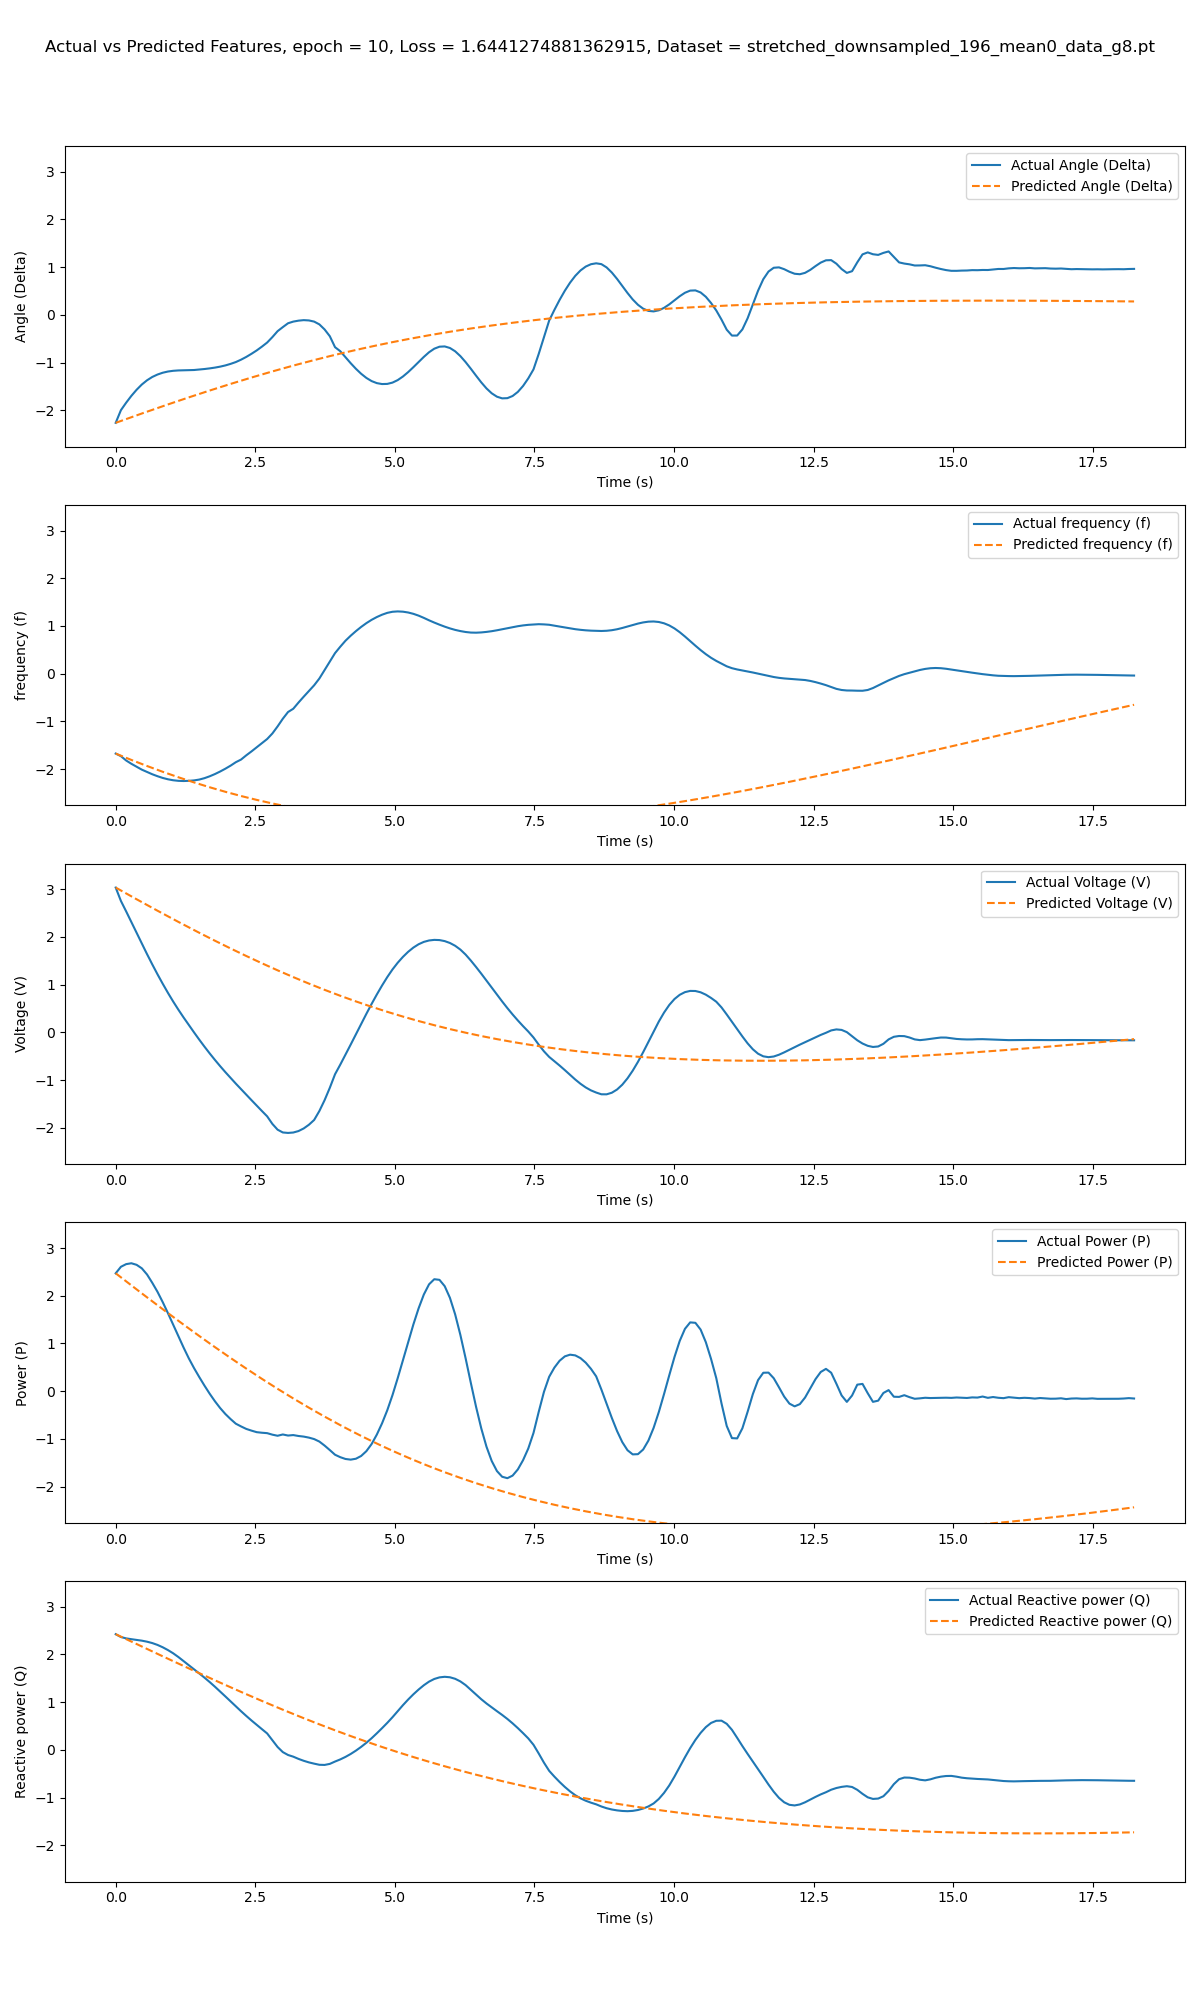 Actual vs Predicted Features, epoch = 10, Loss = 1.6441274881362915, Dataset = stretched_downsampled_196_mean0_data_g8.pt
Actual Angle (Delta)
Predicted Angle (Delta)
Angle (Delta)
3
2
1
0
−1
−2
0.0 2.5 5.0 7.5 10.0 12.5 15.0 17.5
Time (s)
Actual frequency (f)
Predicted frequency (f)
frequency (f)
3
2
1
0
−1
−2
0.0 2.5 5.0 7.5 10.0 12.5 15.0 17.5
Time (s)
Actual Voltage (V)
Predicted Voltage (V)
Voltage (V)
3
2
1
0
−1
−2
0.0 2.5 5.0 7.5 10.0 12.5 15.0 17.5
Time (s)
Actual Power (P)
Predicted Power (P)
Power (P)
3
2
1
0
−1
−2
0.0 2.5 5.0 7.5 10.0 12.5 15.0 17.5
Time (s)
Actual Reactive power (Q)
Predicted Reactive power (Q)
Reactive power (Q)
3
2
1
0
−1
−2
0.0 2.5 5.0 7.5 10.0 12.5 15.0 17.5
Time (s)